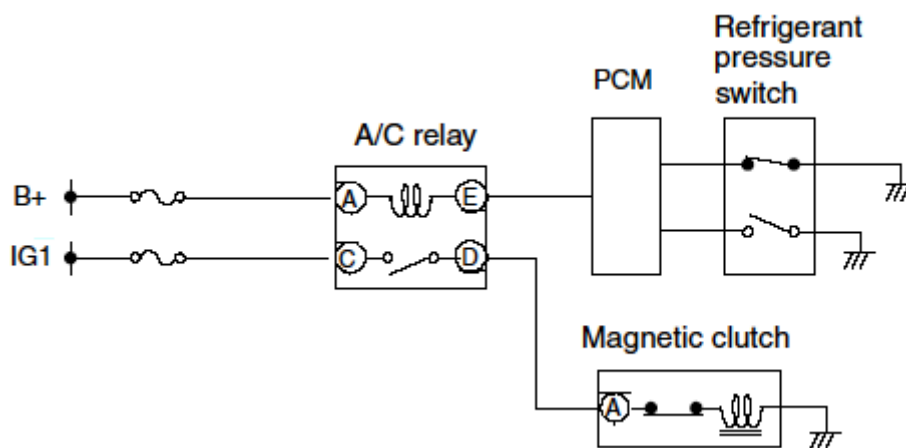 Refrigerant
pressure
switch
PCM
A/C relay
B+
A
E
IG1
C
D
Magnetic clutch
A